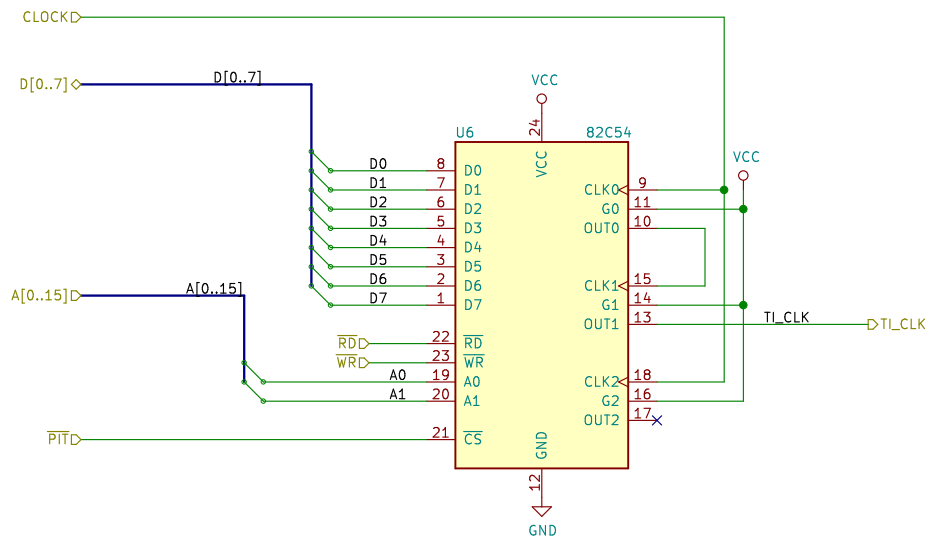 CLOCK
D[0..7] D[0..7]
VCC
24
U6 82C54
VCC
VCC
D0 8 D0 CLK0 9
D1 7 D1 G0 11
D2 6 D2 OUT0 10
D3 5 D3
D4 4 D4
D5 3 D5 CLK1 15
D6 2 D6 G1 14
D7 1 D7 OUT1 13 TI_CLK TI_CLK
A[0..15] A[0..15]
RD 22 RD
WR 23 WR
A0 19 A0 CLK2 18
A1 20 A1 G2 16
OUT2 17
PIT 21 CS
GND
12
GND